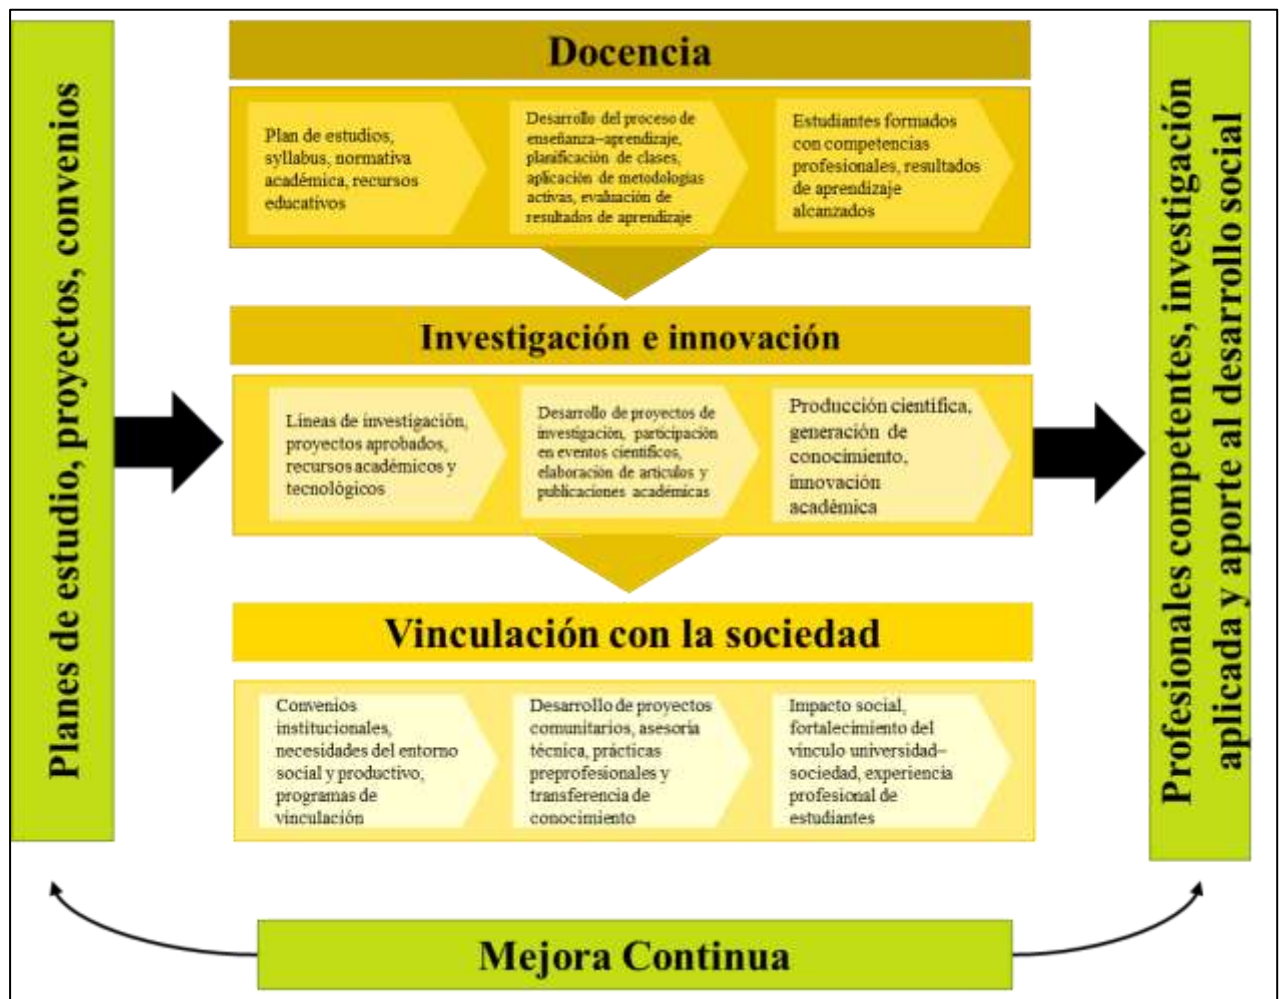 Planes de estudio, proyectos, convenios
Docencia
Plan de estudios,
syllabus, normativa
académica, recursos
educativos
Desarrollo del proceso de
enseñanza–aprendizaje,
planificación de clases,
aplicación de metodologías
activas, evaluación de
resultados de aprendizaje
Estudiantes formados
con competencias
profesionales, resultados
de aprendizaje
alcanzados
Investigación e innovación
Líneas de investigación,
proyectos aprobados,
recursos académicos y
tecnológicos
Desarrollo de proyectos de
investigación, participación
en eventos científicos,
elaboración de artículos y
publicaciones académicas
Producción científica,
generación de
conocimiento,
innovación
académica
Vinculación con la sociedad
Convenios
institucionales,
necesidades del entorno
social y productivo,
programas de
vinculación
Desarrollo de proyectos
comunitarios, asesoría
técnica, prácticas
preprofesionales y
transferencia de
conocimiento
Impacto social,
fortalecimiento del
vínculo universidad–
sociedad, experiencia
profesional de
estudiantes
Profesionales competentes, investigación
aplicada y aporte al desarrollo social
Mejora Continua